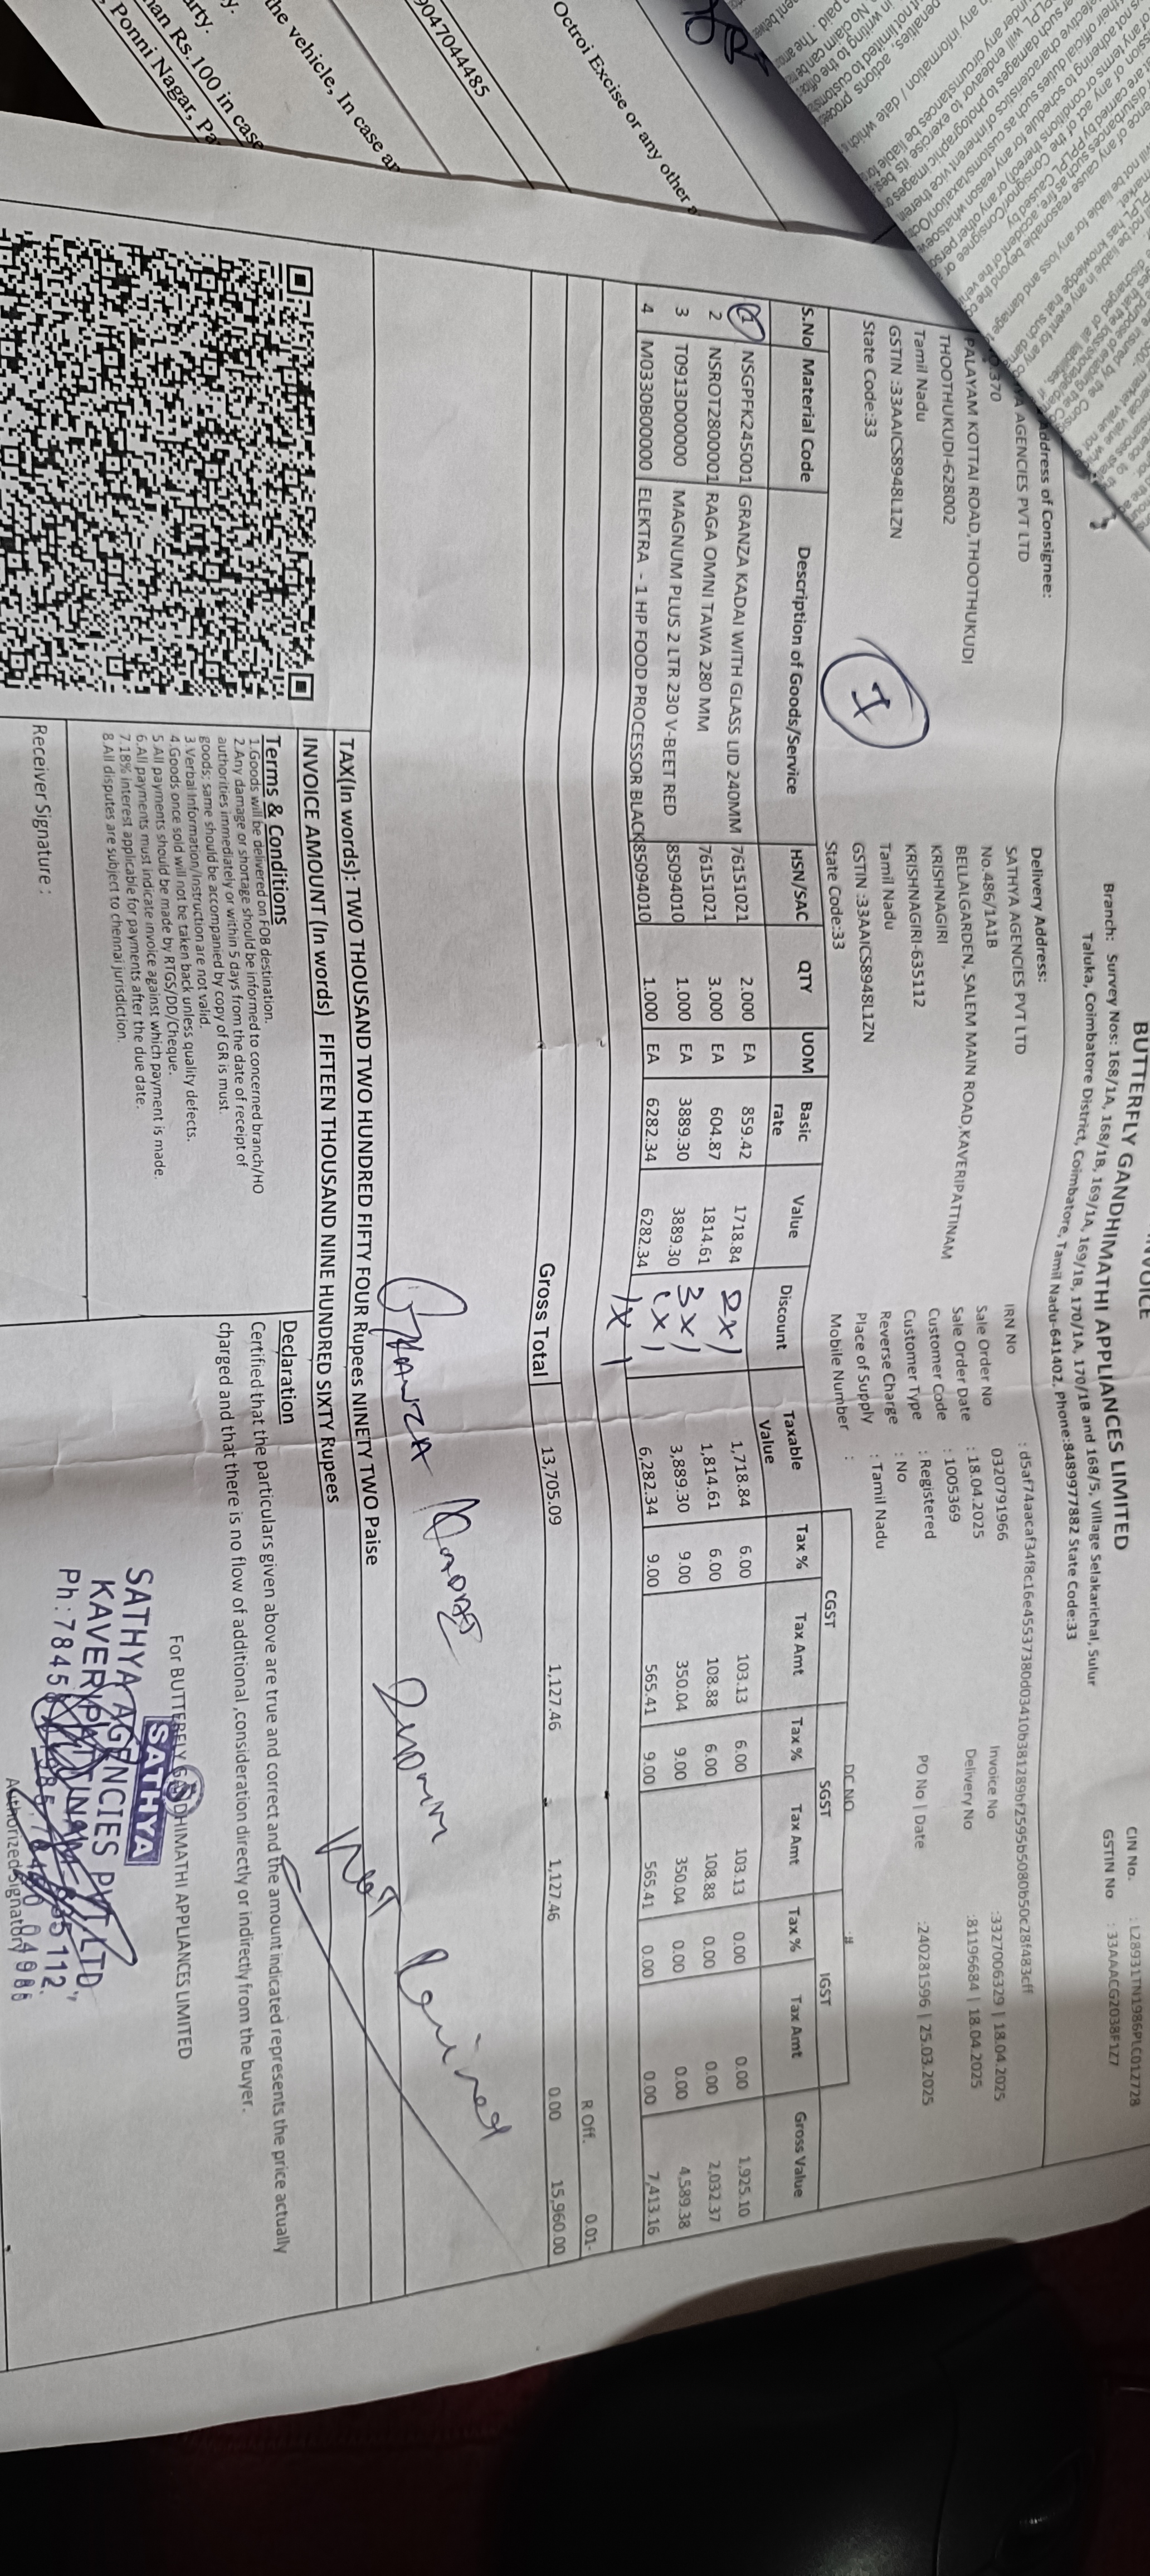 INVOICE
BUTTERFLY GANDHIMATHI APPLIANCES LIMITED
Branch: Survey Nos: 168/1A, 168/1B, 169/1A, 169/1B, 170/1A, 170/1B and 168/5, Village Selakarichal, Sulur
Taluka, Coimbatore District, Coimbatore, Tamil Nadu-641402, Phone:8489977882 State Code:33
CIN No. : L28931TN1986PLC012728
GSTIN No : 33AAACG2038F1Z7
Address of Consignee:
AGENCIES PVT LTD
370
PALAYAM KOTTAI ROAD,THOOTHUKUDI
THOOTHUKUDI-628002
Tamil Nadu
GSTIN :33AAICS8948L1ZN
State Code:33
1
Delivery Address:
SATHYA AGENCIES PVT LTD
No.486/1A1B
BELLALGARDEN, SALEM MAIN ROAD,KAVERIPATTINAM
KRISHNAGIRI
KRISHNAGIRI-635112
Tamil Nadu
GSTIN :33AAICS8948L1ZN
State Code:33
IRN No : d5af74aacaf34f8c16e45537380d03410b381289bf2595b5080b50c28f483cff
Sale Order No 0320791966
Sale Order Date : 18.04.2025
Customer Code : 1005369
Customer Type : Registered
Reverse Charge : No
Place of Supply : Tamil Nadu
Mobile Number :
Invoice No :3327006329 | 18.04.2025
Delivery No :81196684 | 18.04.2025
PO No | Date :240281596 | 25.03.2025
DC NO :#
S.No Material Code Description of Goods/Service HSN/SAC QTY UOM Basic rate Value Discount Taxable Value CGST SGST IGST Gross Value
Tax % Tax Amt Tax % Tax Amt Tax % Tax Amt
1 NSGPFK245001 GRANZA KADAI WITH GLASS LID 240MM 76151021 2.000 EA 859.42 1718.84 1,718.84 6.00 103.13 6.00 103.13 0.00 0.00 1,925.10
2 NSROT2800001 RAGA OMNI TAWA 280 MM 76151021 3.000 EA 604.87 1814.61 1,814.61 6.00 108.88 6.00 108.88 0.00 0.00 2,032.37
3 T0913D00000 MAGNUM PLUS 2 LTR 230 V-BEET RED 85094010 1.000 EA 3889.30 3889.30 3,889.30 9.00 350.04 9.00 350.04 0.00 0.00 4,589.38
4 M0330B00000 ELEKTRA - 1 HP FOOD PROCESSOR BLACK 85094010 1.000 EA 6282.34 6282.34 6,282.34 9.00 565.41 9.00 565.41 0.00 0.00 7,413.16
2X1
3X1
1X1
R.Off. 0.01-
Gross Total 13,705.09 1,127.46 1,127.46 0.00 15,960.00
Not Received
TAX(In words): TWO THOUSAND TWO HUNDRED FIFTY FOUR Rupees NINETY TWO Paise
INVOICE AMOUNT (In words) FIFTEEN THOUSAND NINE HUNDRED SIXTY Rupees
Terms & Conditions
1.Goods will be delivered on FOB destination.
2.Any damage or shortage should be informed to concerned branch/HO
authorities immediately or within 5 days from the date of receipt of
goods; same should be accompanied by copy of GR is must.
3.Verbal Information/Instruction are not valid.
4.Goods once sold will not be taken back unless quality defects.
5.All payments should be made by RTGS/DD/Cheque.
6.All payments must indicate invoice against which payment is made.
7.18% interest applicable for payments after the due date.
8.All disputes are subject to chennai jurisdiction.
Receiver Signature :
Declaration
Certified that the particulars given above are true and correct and the amount indicated represents the price actually
charged and that there is no flow of additional ,consideration directly or indirectly from the buyer.
For BUTTERFLY GANDHIMATHI APPLIANCES LIMITED
SATHYA
SATHYA AGENCIES PVT LTD.,
KAVERIPATTINAM - 635 112.
Authorized Signatory
Octroi Excise or any other
9047044485
the vehicle, In case an
than Rs.100 in case
Ponni Nagar,